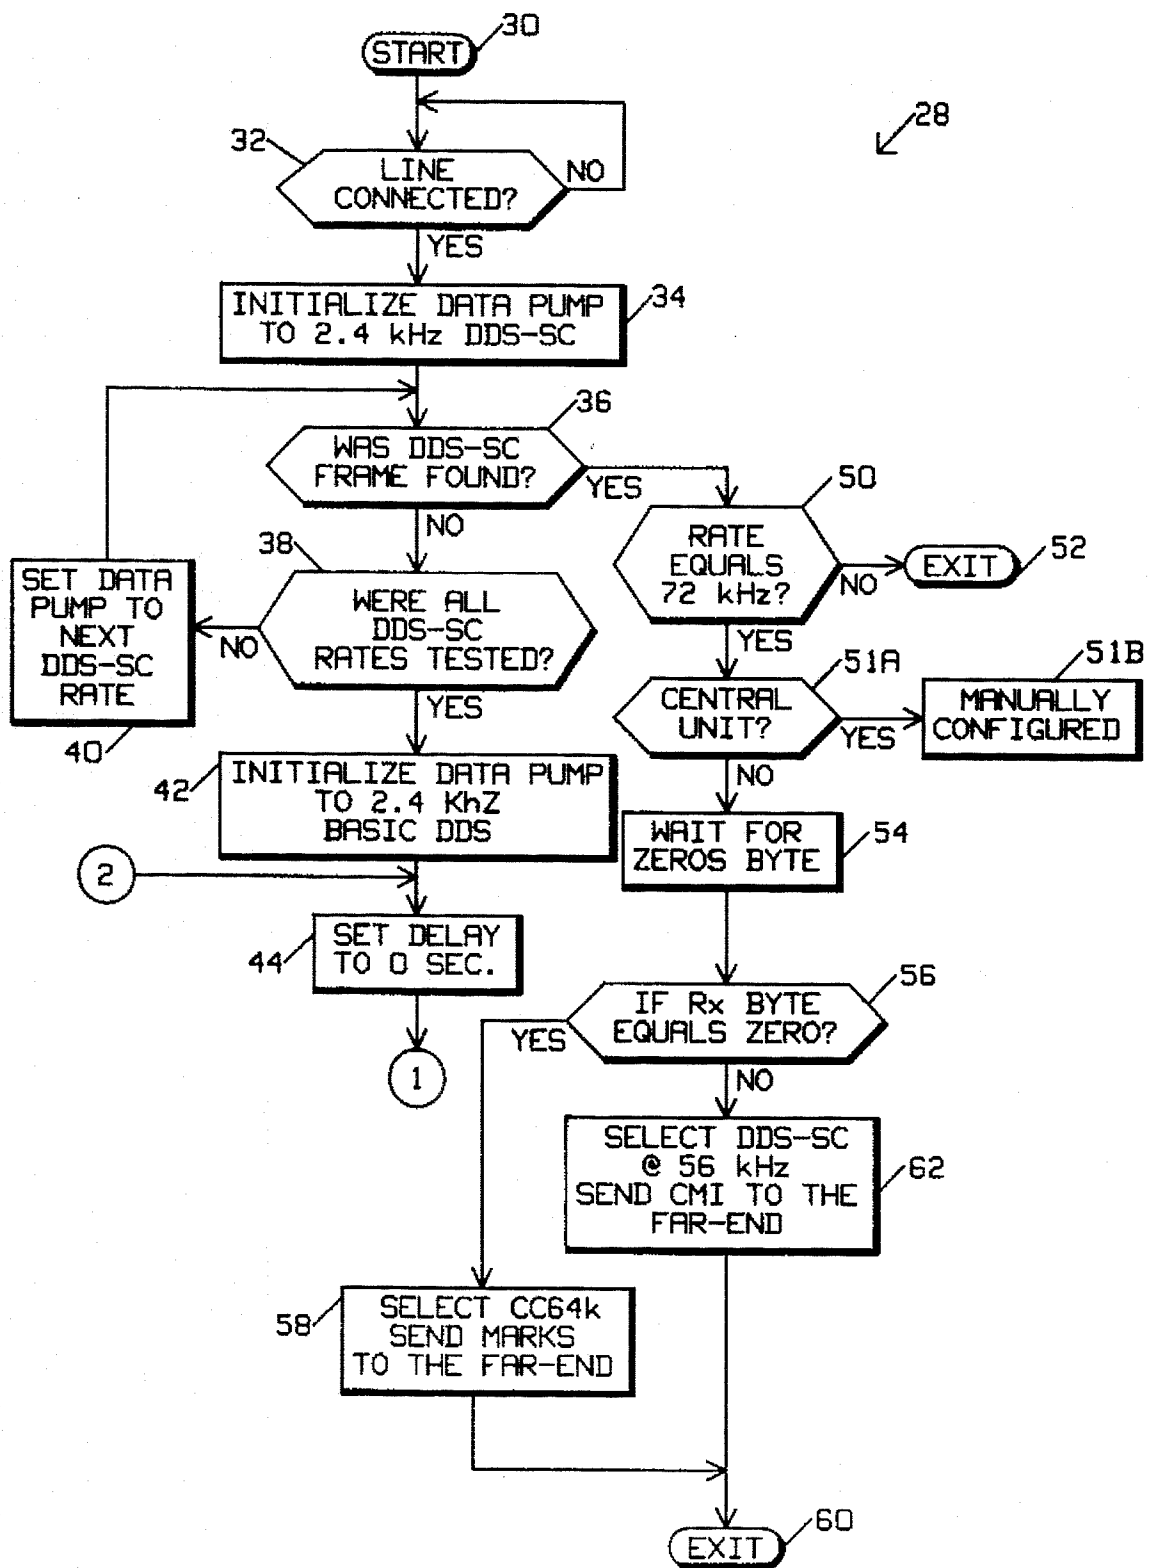 30
START
28
32
LINE
CONNECTED?
NO
YES
INITIALIZE DATA PUMP
TO 2.4 kHz DDS-SC
34
36
WAS DDS-SC
FRAME FOUND?
YES
NO
50
RATE
EQUALS
72 kHz?
NO
EXIT
52
YES
38
WERE ALL
DDS-SC
RATES TESTED?
NO
YES
SET DATA
PUMP TO
NEXT
DDS-SC
RATE
40
51A
CENTRAL
UNIT?
YES
NO
51B
MANUALLY
CONFIGURED
42
INITIALIZE DATA PUMP
TO 2.4 KhZ
BASIC DDS
WAIT FOR
ZEROS BYTE
54
2
44
SET DELAY
TO 0 SEC.
1
56
IF Rx BYTE
EQUALS ZERO?
YES
NO
SELECT DDS-SC
@ 56 kHz
SEND CMI TO THE
FAR-END
62
58
SELECT CC64k
SEND MARKS
TO THE FAR-END
60
EXIT